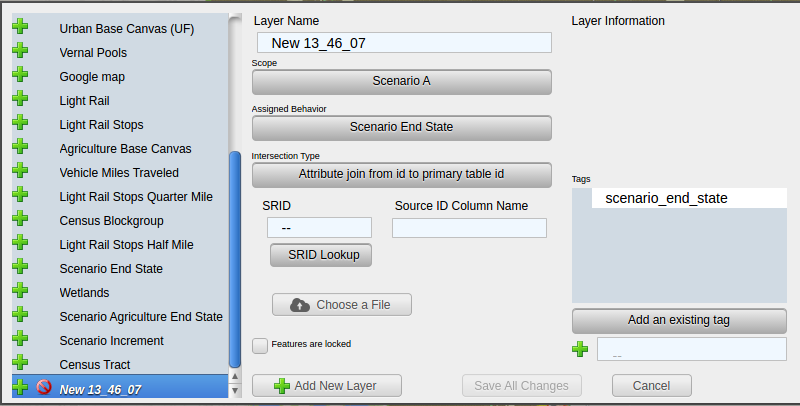 Urban Base Canvas (UF)
Vernal Pools
Google map
Light Rail
Light Rail Stops
Agriculture Base Canvas
Vehicle Miles Traveled
Light Rail Stops Quarter Mile
Census Blockgroup
Light Rail Stops Half Mile
Scenario End State
Wetlands
Scenario Agriculture End State
Scenario Increment
Census Tract
New 13_46_07
Layer Name
New 13_46_07
Scope
Scenario A
Assigned Behavior
Scenario End State
Intersection Type
Attribute join from id to primary table id
SRID
Source ID Column Name
--
SRID Lookup
Choose a File
Features are locked
Add New Layer
Save All Changes
Cancel
Layer Information
Tags
scenario_end_state
Add an existing tag
--